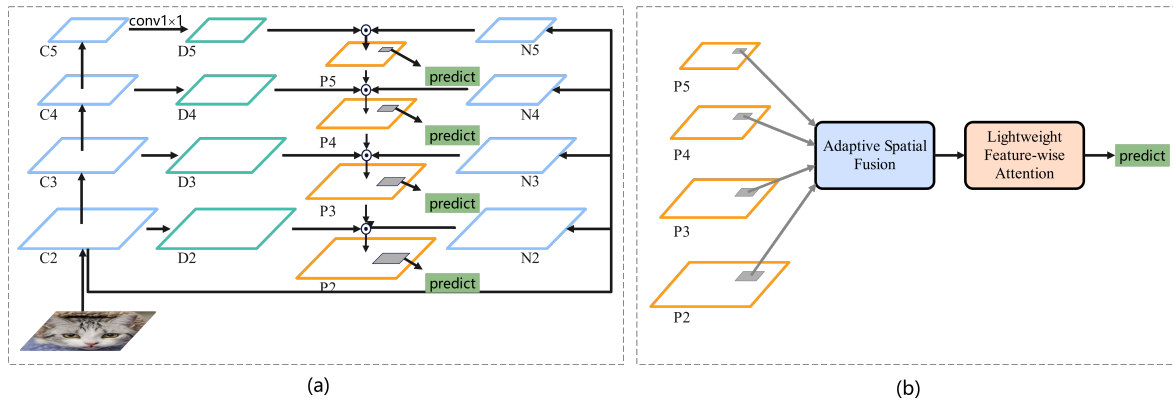 conv1×1
C5
D5
N5
P5
predict
C4
D4
N4
P4
predict
C3
D3
N3
P3
predict
C2
D2
N2
P2
predict
(a)
P5
P4
P3
P2
Adaptive Spatial
Fusion
Lightweight
Feature-wise
Attention
predict
(b)